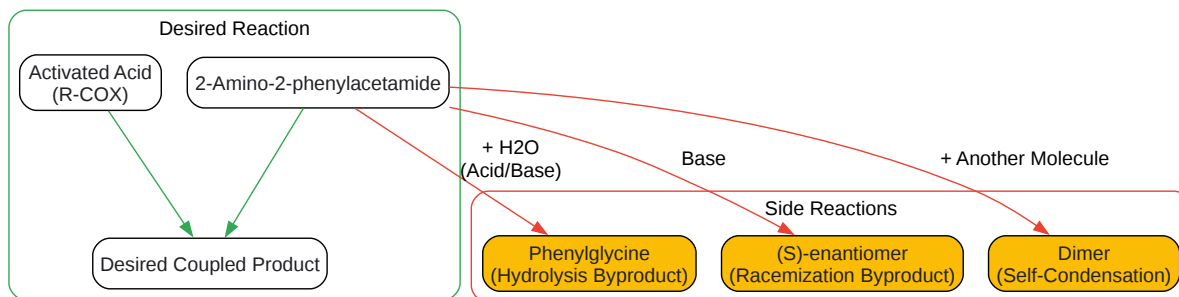 Desired Reaction
Activated Acid
(R-COX)
2-Amino-2-phenylacetamide
+ H2O
(Acid/Base)
Base
+ Another Molecule
Side Reactions
Desired Coupled Product
Phenylglycine
(Hydrolysis Byproduct)
(S)-enantiomer
(Racemization Byproduct)
Dimer
(Self-Condensation)